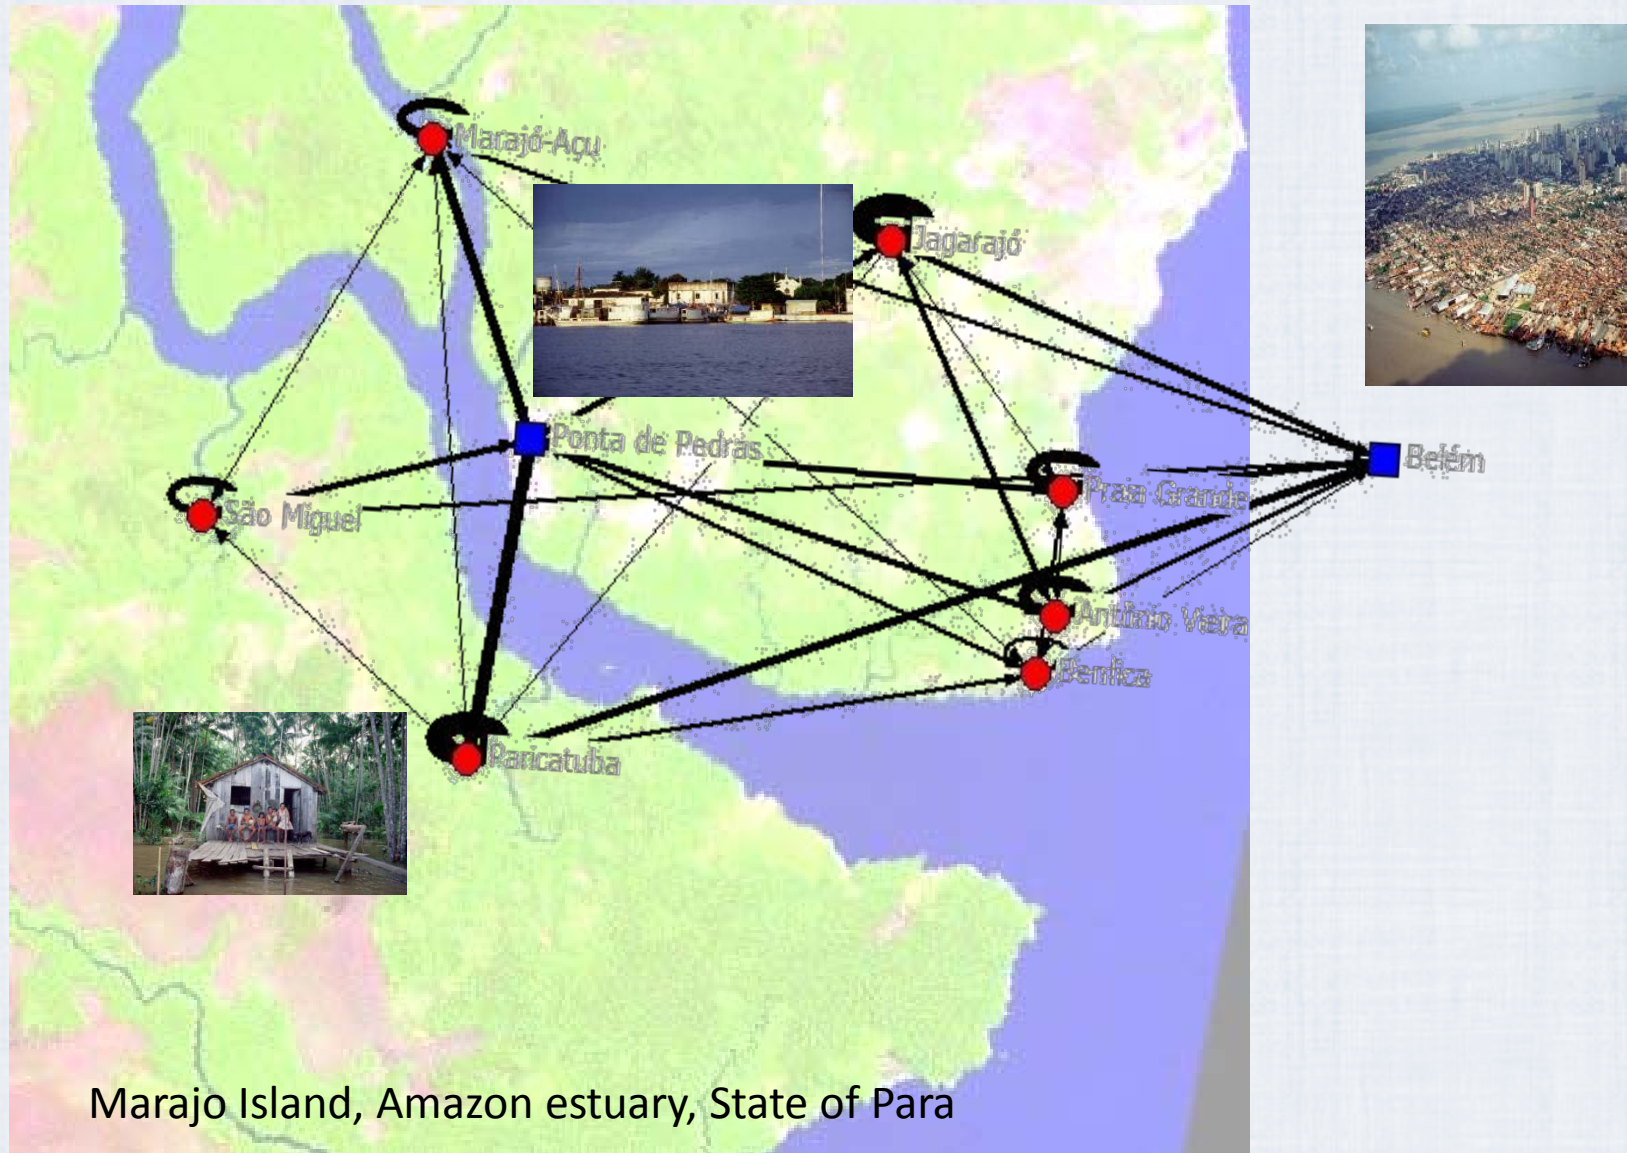 Marajó-Açu
Jagarajó
Ponta de Pedras
Belém
Praia Grande
São Miguel
Antônio Vieira
Benfica
Paricatuba
Marajo Island, Amazon estuary, State of Para